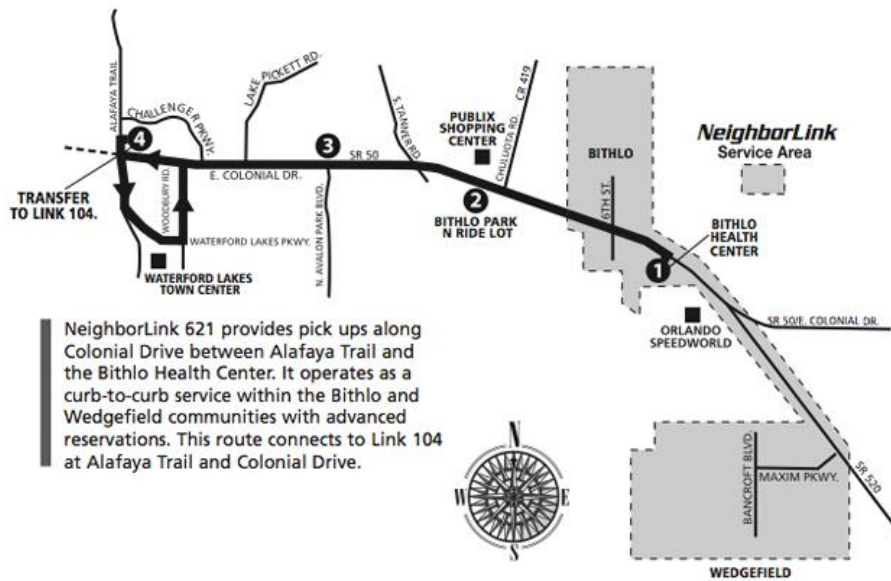 ALAFAYA TRAIL
CHALLENGER PKWY.
LAKE PICKETT RD.
S. TANNER RD.
CHULUOTA RD.
CR 419
PUBLIX
SHOPPING
CENTER
BITHLO
NeighborLink
Service Area
4
3
SR 50
E. COLONIAL DR.
TRANSFER
TO LINK 104.
WOODBURY RD.
WATERFORD LAKES PKWY.
WATERFORD LAKES
TOWN CENTER
N. AVALON PARK BLVD.
2
BITHLO PARK
N RIDE LOT
6TH ST.
BITHLO
HEALTH
CENTER
1
ORLANDO
SPEEDWORLD
SR 50/E. COLONIAL DR.
NeighborLink 621 provides pick ups along
Colonial Drive between Alafaya Trail and
the Bithlo Health Center. It operates as a
curb-to-curb service within the Bithlo and
Wedgefield communities with advanced
reservations. This route connects to Link 104
at Alafaya Trail and Colonial Drive.
N
W
E
S
BANCROFT BLVD.
MAXIM PKWY.
SR 520
WEDGEFIELD